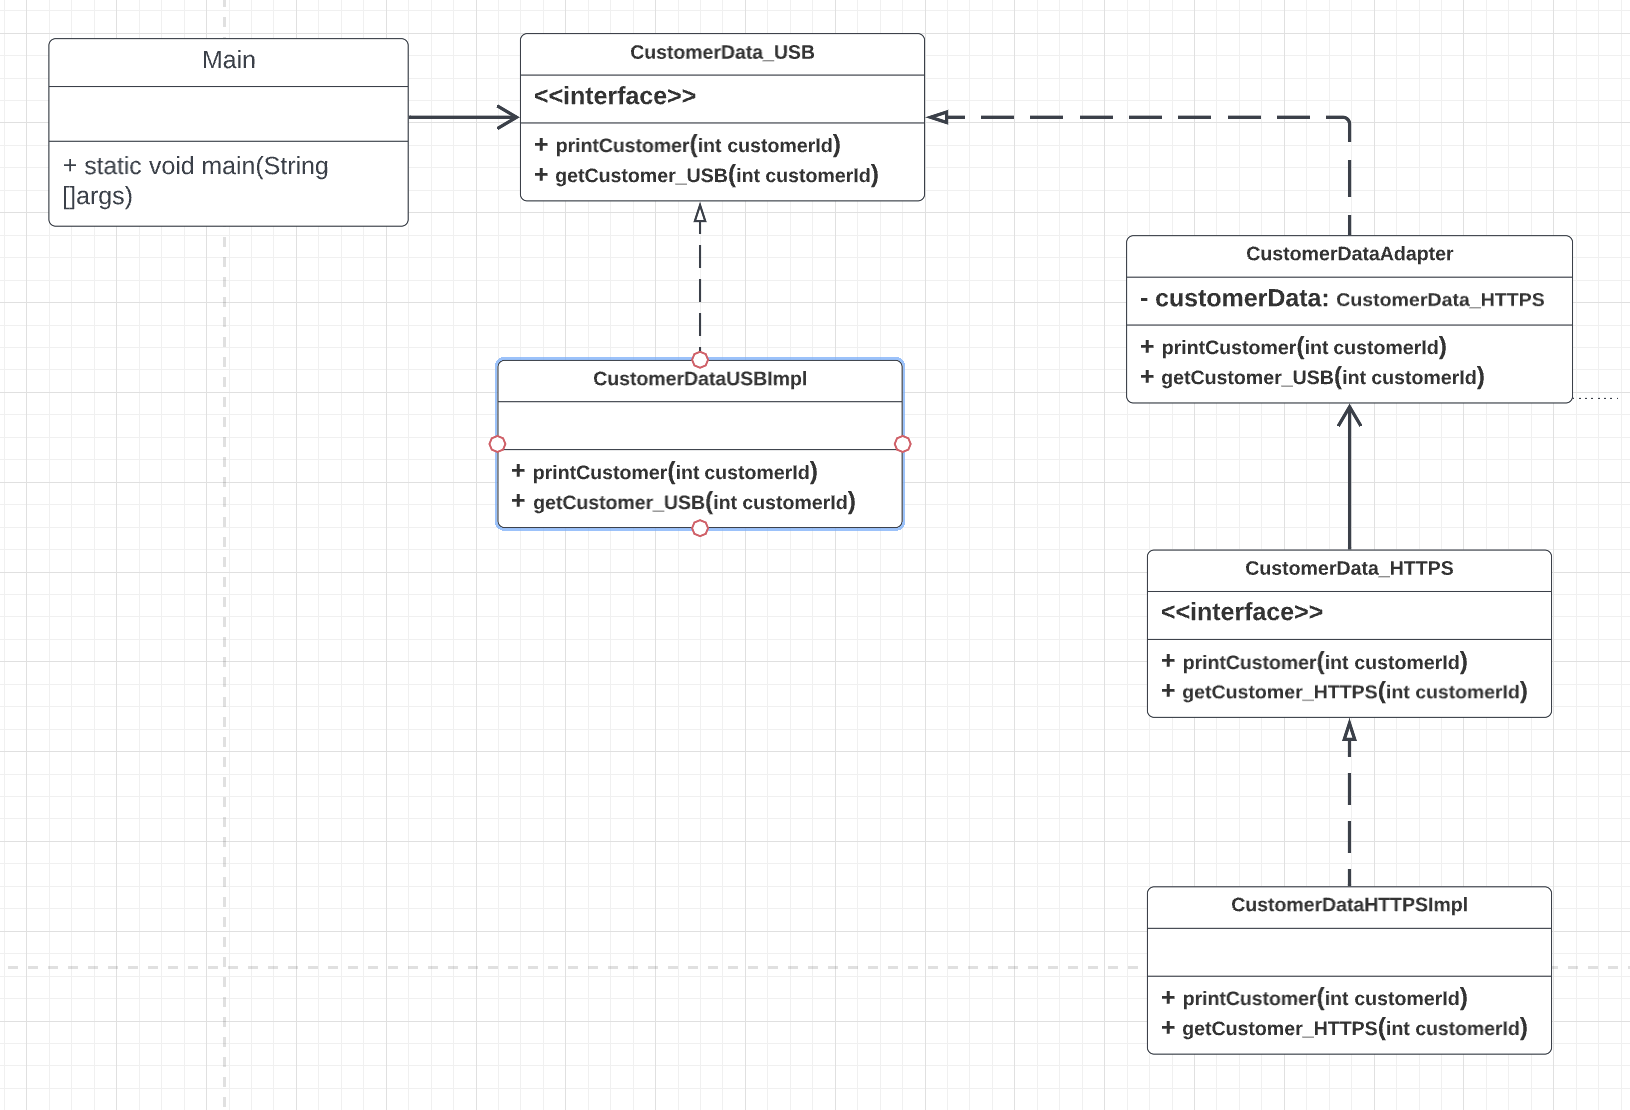 Main
+ static void main(String
[]args)
CustomerData_USB
<<interface>>
+ printCustomer(int customerId)
+ getCustomer_USB(int customerId)
CustomerDataAdapter
- customerData: CustomerData_HTTPS
+ printCustomer(int customerId)
+ getCustomer_USB(int customerId)
CustomerDataUSBImpl
+ printCustomer(int customerId)
+ getCustomer_USB(int customerId)
CustomerData_HTTPS
<<interface>>
+ printCustomer(int customerId)
+ getCustomer_HTTPS(int customerId)
CustomerDataHTTPSImpl
+ printCustomer(int customerId)
+ getCustomer_HTTPS(int customerId)